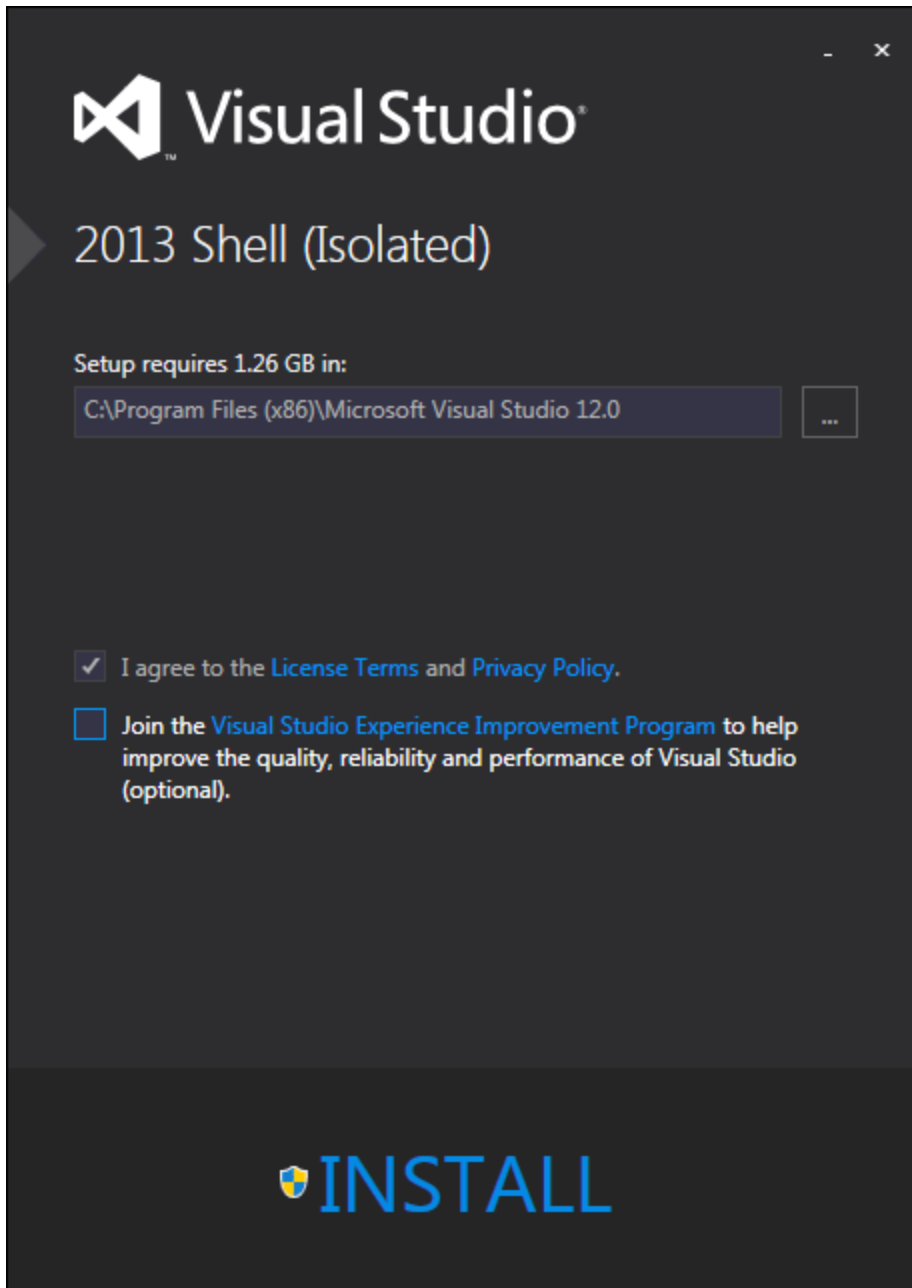 Visual Studio®
™
2013 Shell (Isolated)
Setup requires 1.26 GB in:
C:\Program Files (x86)\Microsoft Visual Studio 12.0
...
I agree to the License Terms and Privacy Policy.
Join the Visual Studio Experience Improvement Program to help
improve the quality, reliability and performance of Visual Studio
(optional).
INSTALL